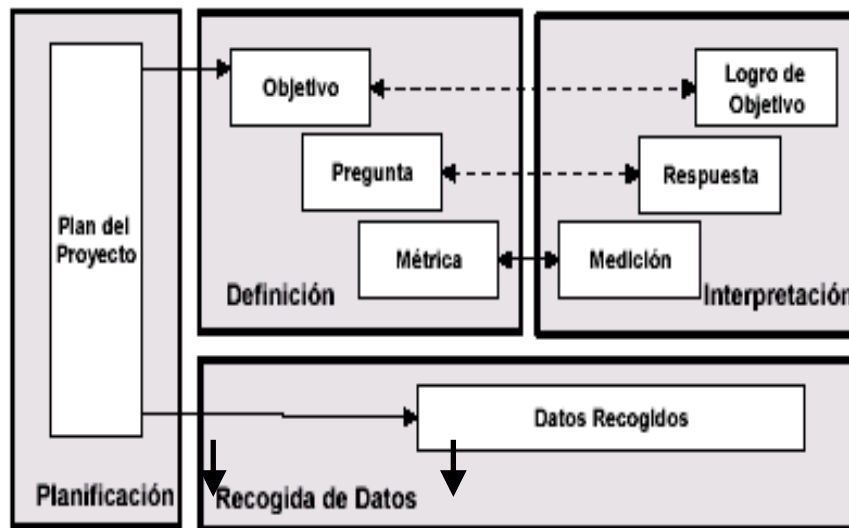 Plan del
Proyecto
Planificación
Objetivo
Pregunta
Métrica
Definición
Logro de
Objetivo
Respuesta
Medición
Interpretación
Datos Recogidos
Recogida de Datos